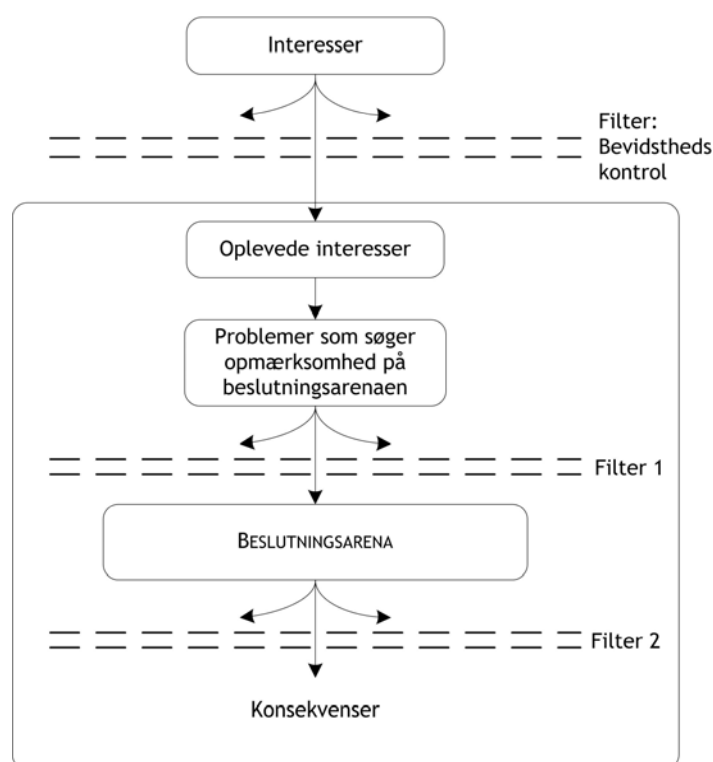 Interesser
Filter:
Bevidstheds
kontrol
Oplevede interesser
Problemer som søger
opmærksomhed på
beslutningsarenaen
Filter 1
BESLUTNINGSARENA
Filter 2
Konsekvenser